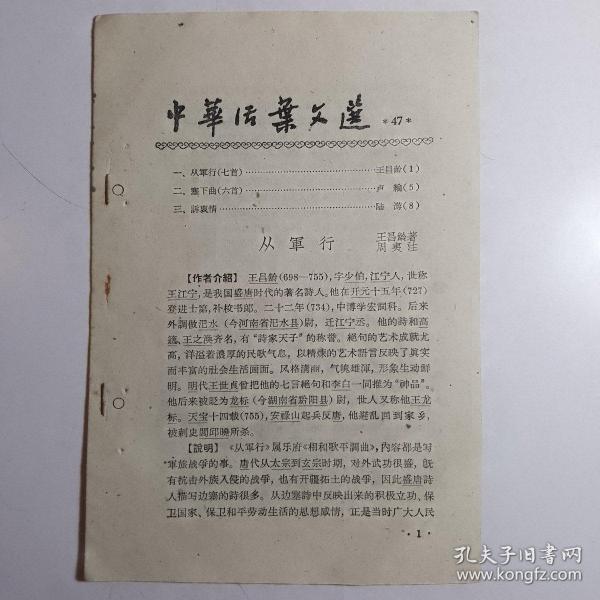 中華活葉文選 *47*
一、从軍行(七首)……王昌龄(1)
二、塞下曲(六首)……卢 綸(5)
三、訴衷情……陆 游(8)
从軍行
王昌龄著
周夷注
【作者介紹】 王昌龄(698—755),字少伯,江宁人,世称
王江宁,是我国盛唐时代的著名詩人。他在开元十五年(727)
登进士第,补校书郎。二十二年(734),中博学宏詞科。后来
外調做汜水(今河南省汜水县)尉,迁江宁丞。他的詩和高
适、王之渙齐名,有“詩家天子”的称誉。絕句的艺术成就尤
高,洋溢着濃厚的民歌气息,以精煉的艺术語言反映了眞实
而丰富的社会生活画面。风格清丽,气魄雄渾,形象生动鮮
明。明代王世貞曾把他的七言絕句和李白一同推为“神品”。
他后来被貶为龙标(今湖南省黔阳县)尉,世人又称他王龙
标。天宝十四載(755),安祿山起兵反唐,他避乱回到家乡,
被刺史閭邱曉所杀。
【說明】 《从軍行》属乐府《相和歌平調曲》,内容都是写
軍旅战爭的事。唐代从太宗到玄宗时期,对外武功很盛,既
有抗击外族入侵的战爭,也有开疆拓土的战爭,因此盛唐詩
人描写边塞的詩很多。从边塞詩中反映出来的积极立功、保
卫国家、保卫和平劳动生活的思想感情,正是当时广大人民
·1·
孔夫子旧书网
www.kongfz.com